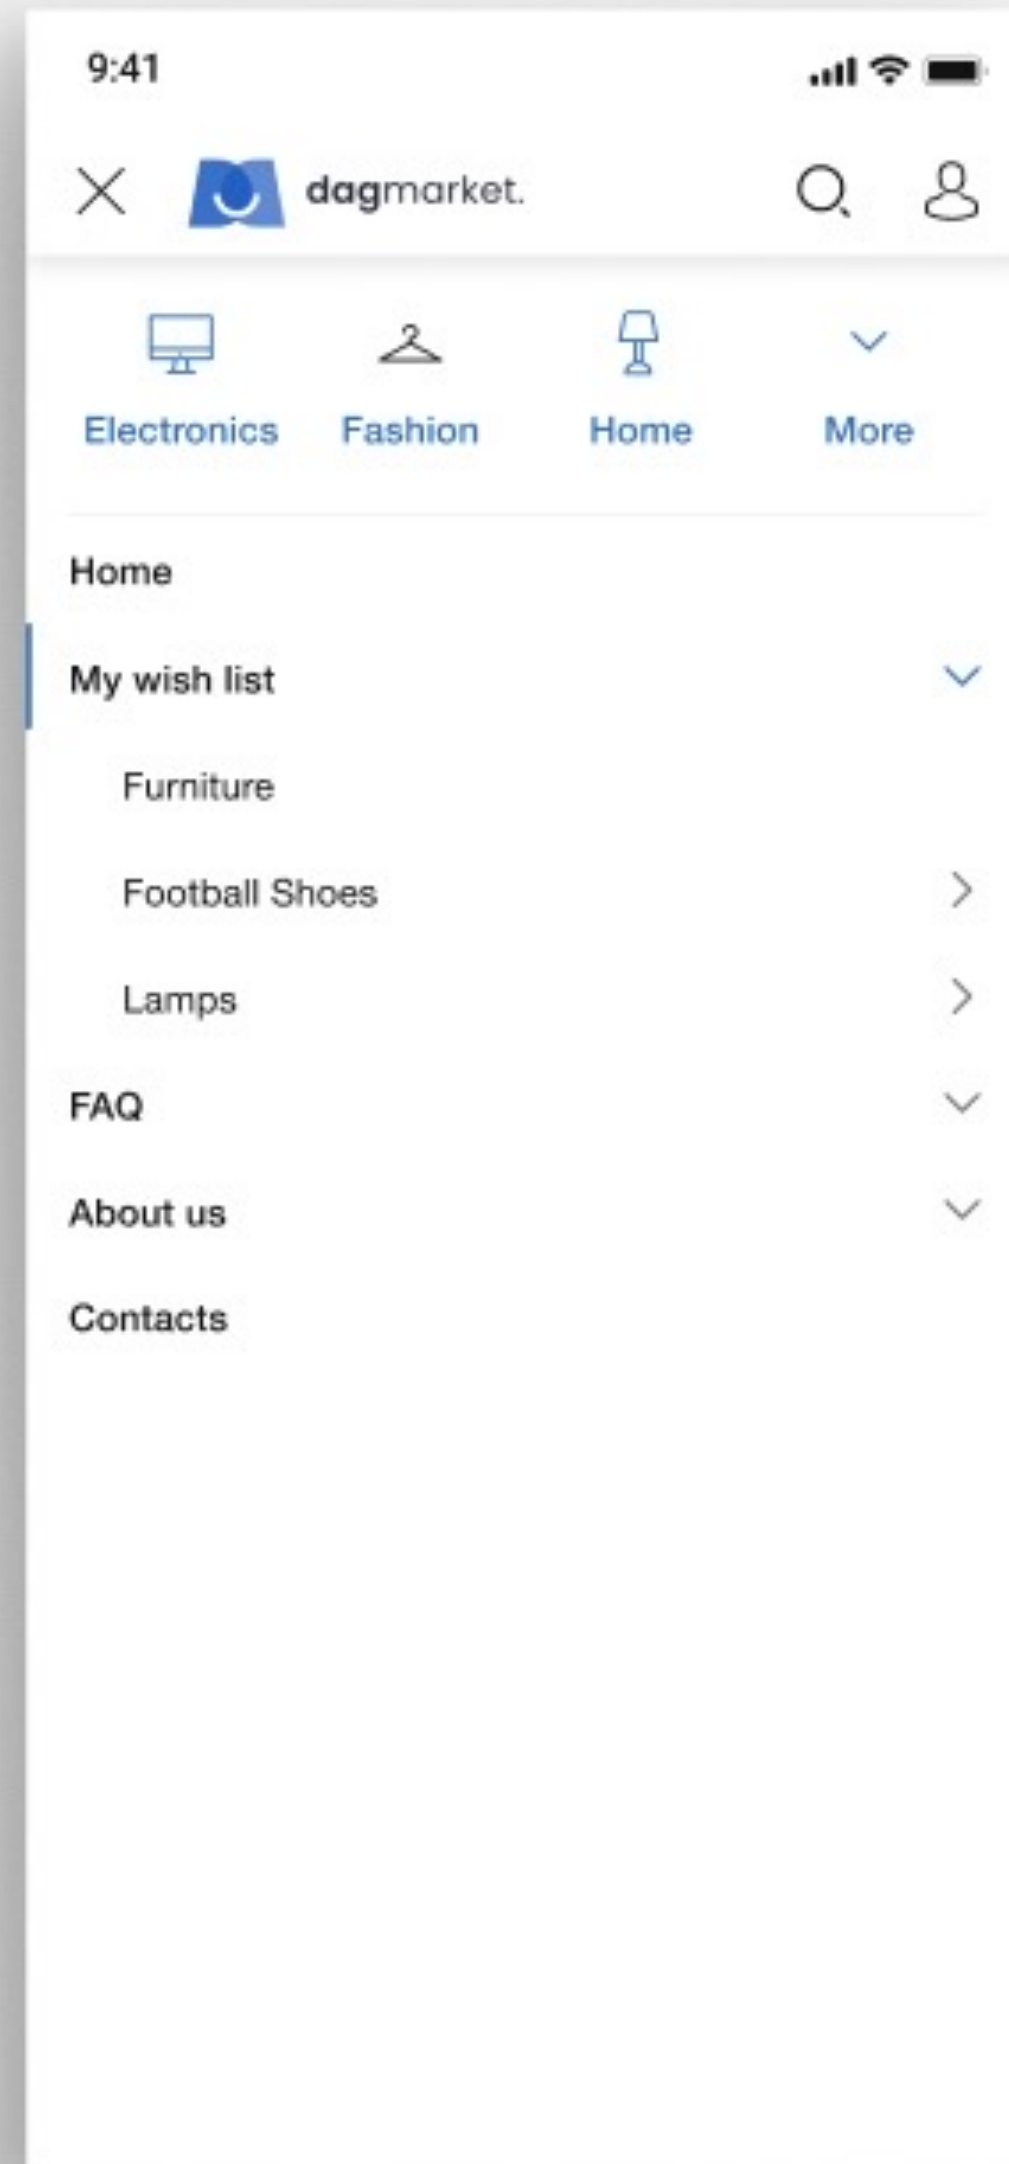 9:41
dagmarket.
Electronics Fashion Home More
Home
My wish list
Furniture
Football Shoes
Lamps
FAQ
About us
Contacts